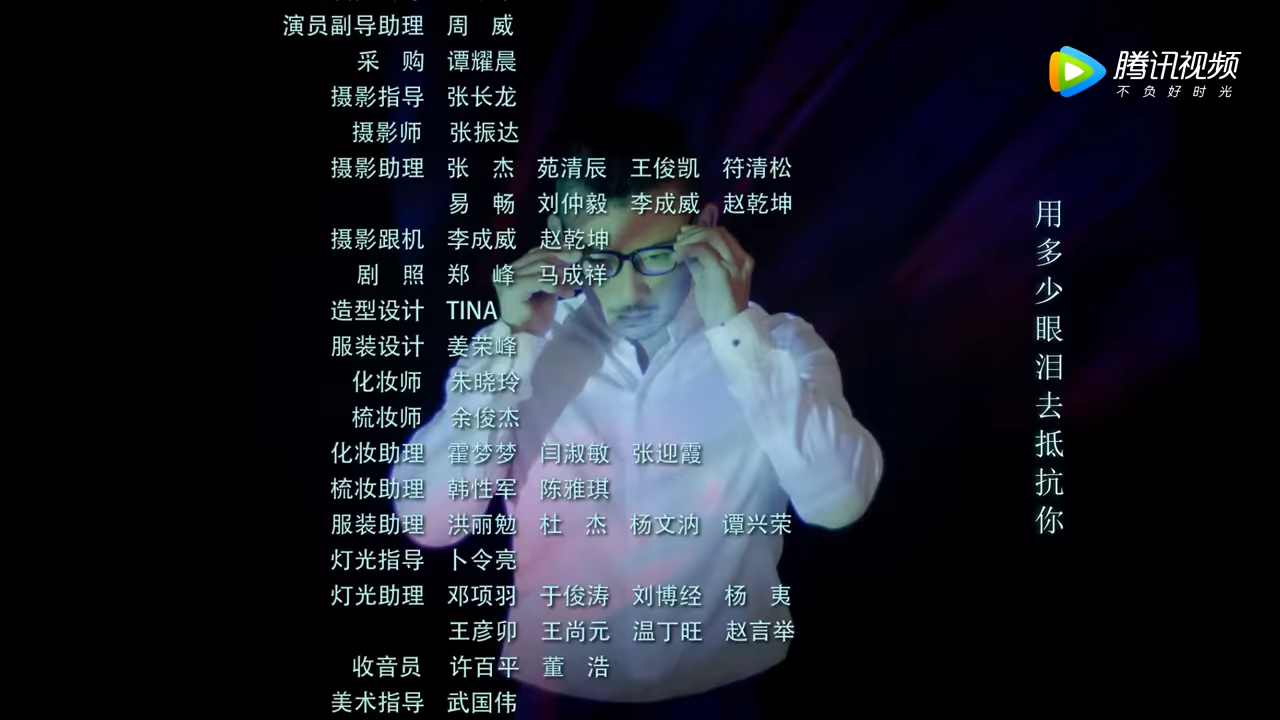 演员副导助理 周 威
采 购 谭耀晨
摄影指导 张长龙
摄影师 张振达
摄影助理 张 杰 苑清辰 王俊凯 符清松
易 畅 刘仲毅 李成威 赵乾坤
摄影跟机 李成威 赵乾坤
剧 照 郑 峰 马成祥
造型设计 TINA
服装设计 姜荣峰
化妆师 朱晓玲
梳妆师 余俊杰
化妆助理 霍梦梦 闫淑敏 张迎霞
梳妆助理 韩性军 陈雅琪
服装助理 洪丽勉 杜 杰 杨文汭 谭兴荣
灯光指导 卜令亮
灯光助理 邓项羽 于俊涛 刘博经 杨 夷
王彦卯 王尚元 温丁旺 赵言举
收音员 许百平 董 浩
美术指导 武国伟
腾讯视频
不负好时光
用多少眼泪去抵抗你